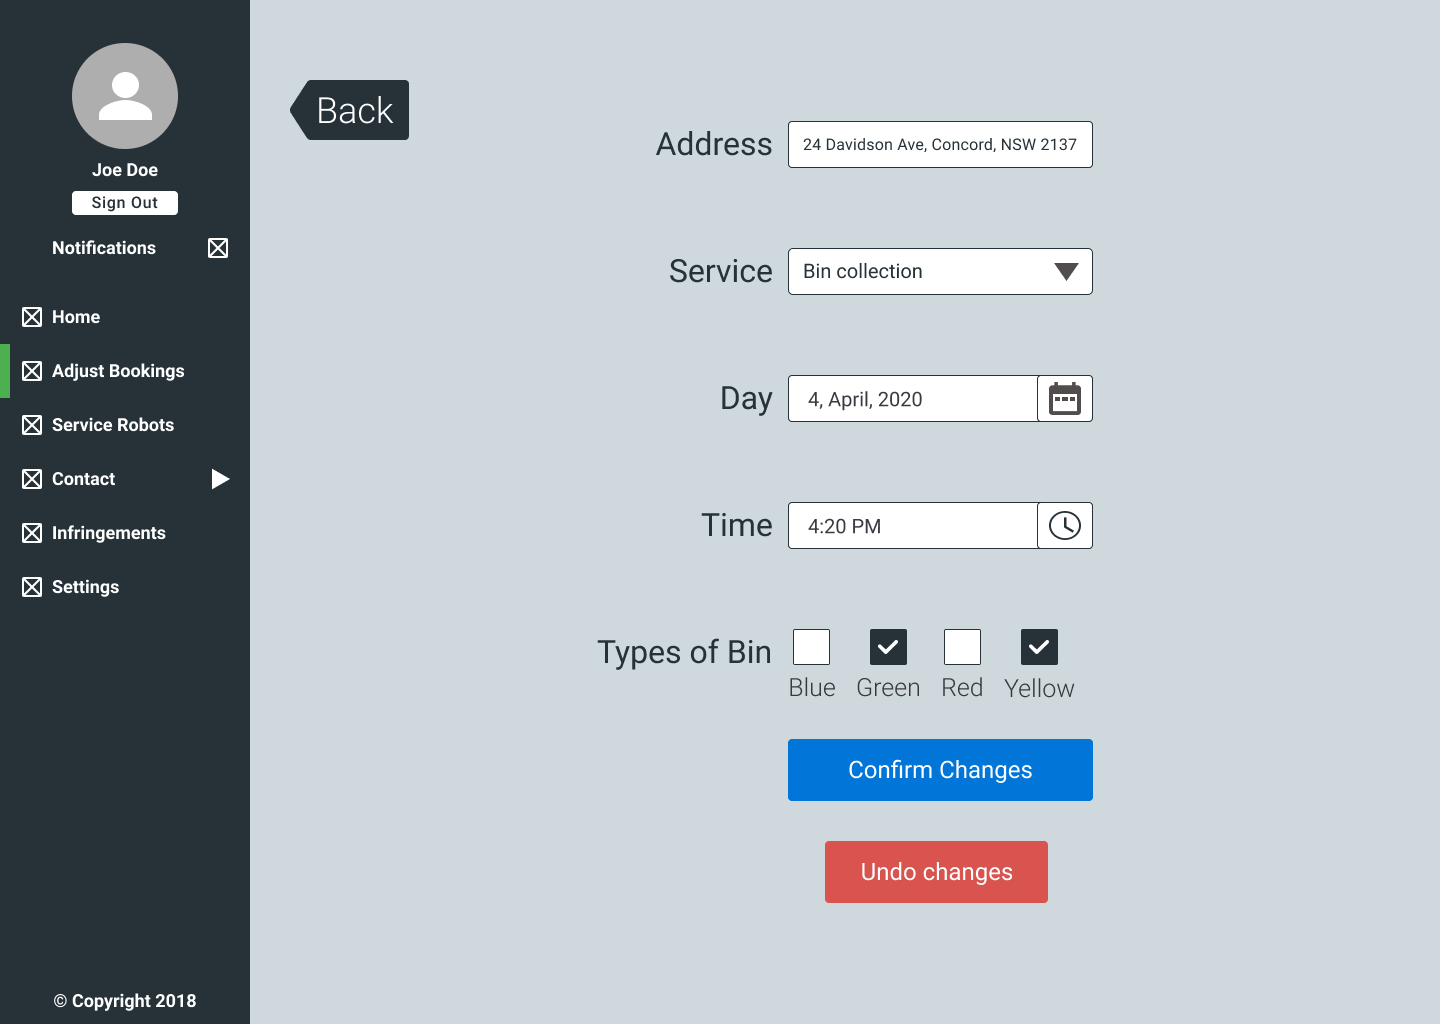 Joe Doe
Sign Out
Notifications
Home
Adjust Bookings
Service Robots
Contact
Infringements
Settings
© Copyright 2018
Back
Address
24 Davidson Ave, Concord, NSW 2137
Service
Bin collection
Day
4, April, 2020
Time
4:20 PM
Types of Bin
Blue Green Red Yellow
Confirm Changes
Undo changes